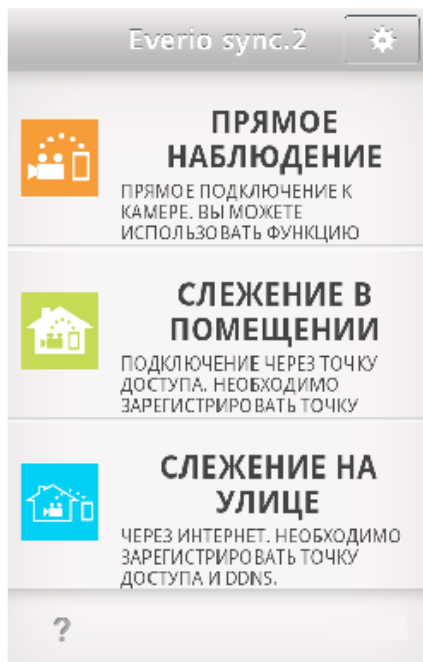 Everio sync.2
ПРЯМОЕ
НАБЛЮДЕНИЕ
ПРЯМОЕ ПОДКЛЮЧЕНИЕ К
КАМЕРЕ. ВЫ МОЖЕТЕ
ИСПОЛЬЗОВАТЬ ФУНКЦИЮ
СЛЕЖЕНИЕ В
ПОМЕЩЕНИИ
ПОДКЛЮЧЕНИЕ ЧЕРЕЗ ТОЧКУ
ДОСТУПА. НЕОБХОДИМО
ЗАРЕГИСТРИРОВАТЬ ТОЧКУ
СЛЕЖЕНИЕ НА
УЛИЦЕ
ЧЕРЕЗ ИНТЕРНЕТ. НЕОБХОДИМО
ЗАРЕГИСТРИРОВАТЬ ТОЧКУ
ДОСТУПА И DDNS.
?